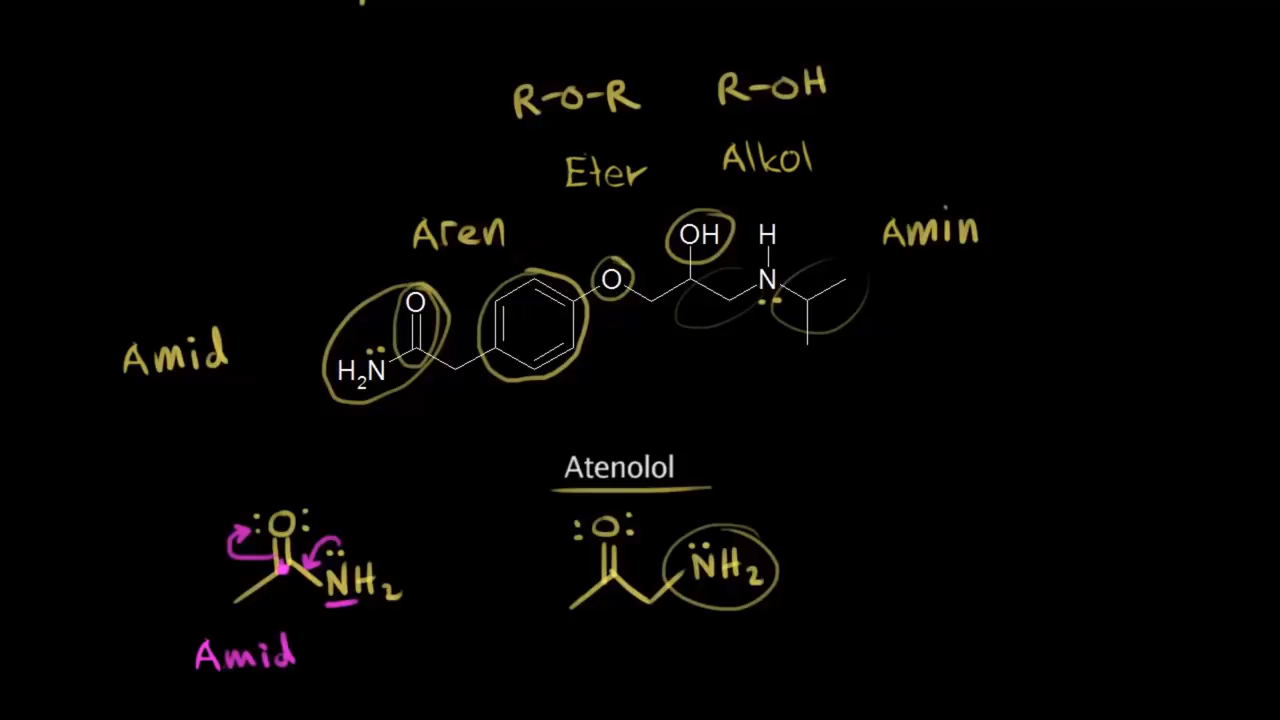 R-O-R R-OH
Eter Alkol
Aren OH H Amin
O N
O
Amid H2N
Atenolol
:O: :O:
NH2 NH2
Amid